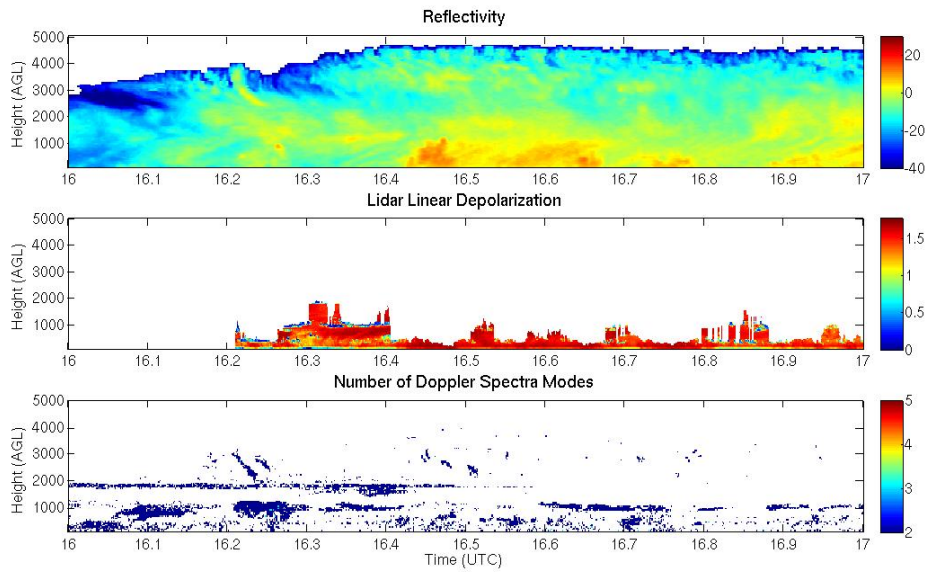 Reflectivity
5000
4000
3000
2000
1000
Height (AGL)
20
0
-20
-40
16 16.1 16.2 16.3 16.4 16.5 16.6 16.7 16.8 16.9 17
Lidar Linear Depolarization
5000
4000
3000
2000
1000
Height (AGL)
1.5
1
0.5
0
16 16.1 16.2 16.3 16.4 16.5 16.6 16.7 16.8 16.9 17
Number of Doppler Spectra Modes
5000
4000
3000
2000
1000
Height (AGL)
5
4
3
2
16 16.1 16.2 16.3 16.4 16.5 16.6 16.7 16.8 16.9 17
Time (UTC)